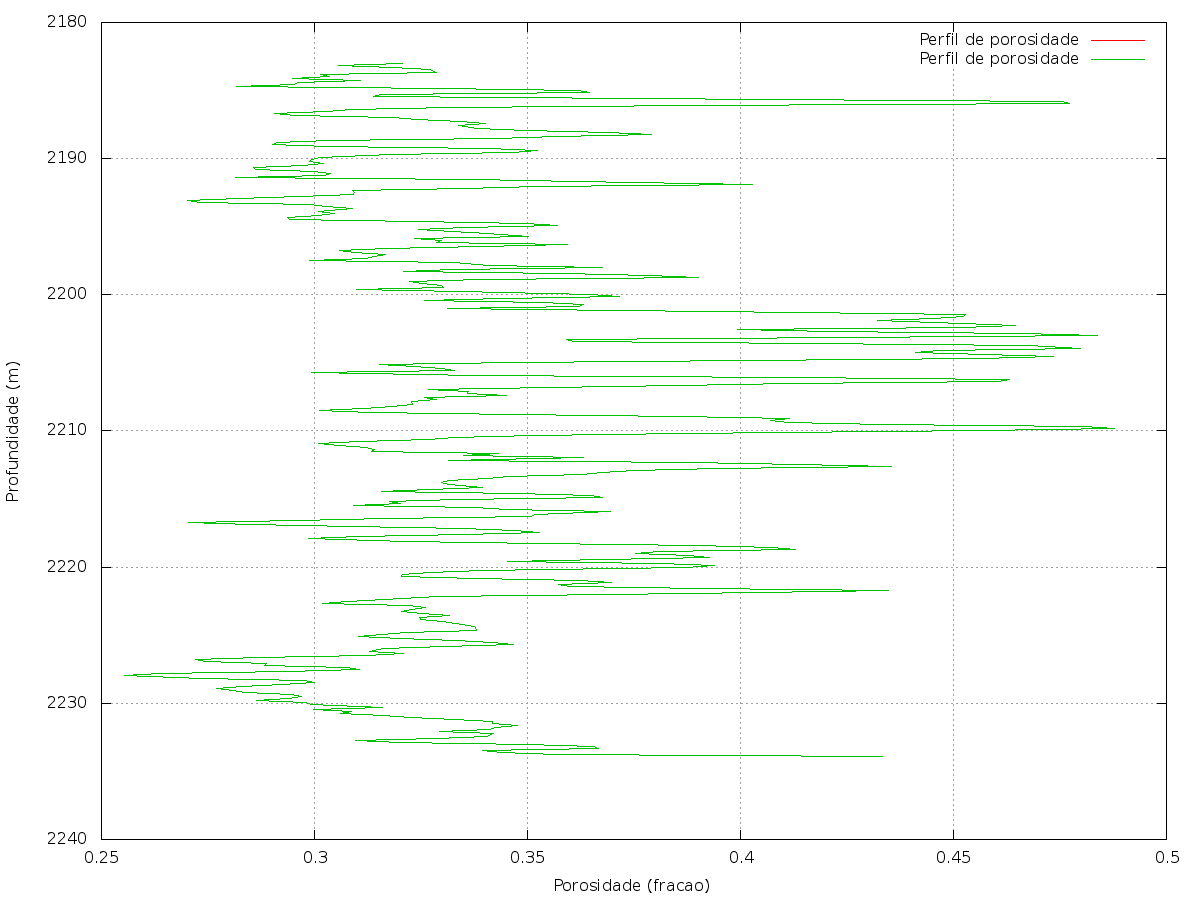 2180
Perfil de porosidade
Perfil de porosidade
2190
2200
Profundidade (m)
2210
2220
2230
2240
0.25 0.3 0.35 0.4 0.45 0.5
Porosidade (fracao)